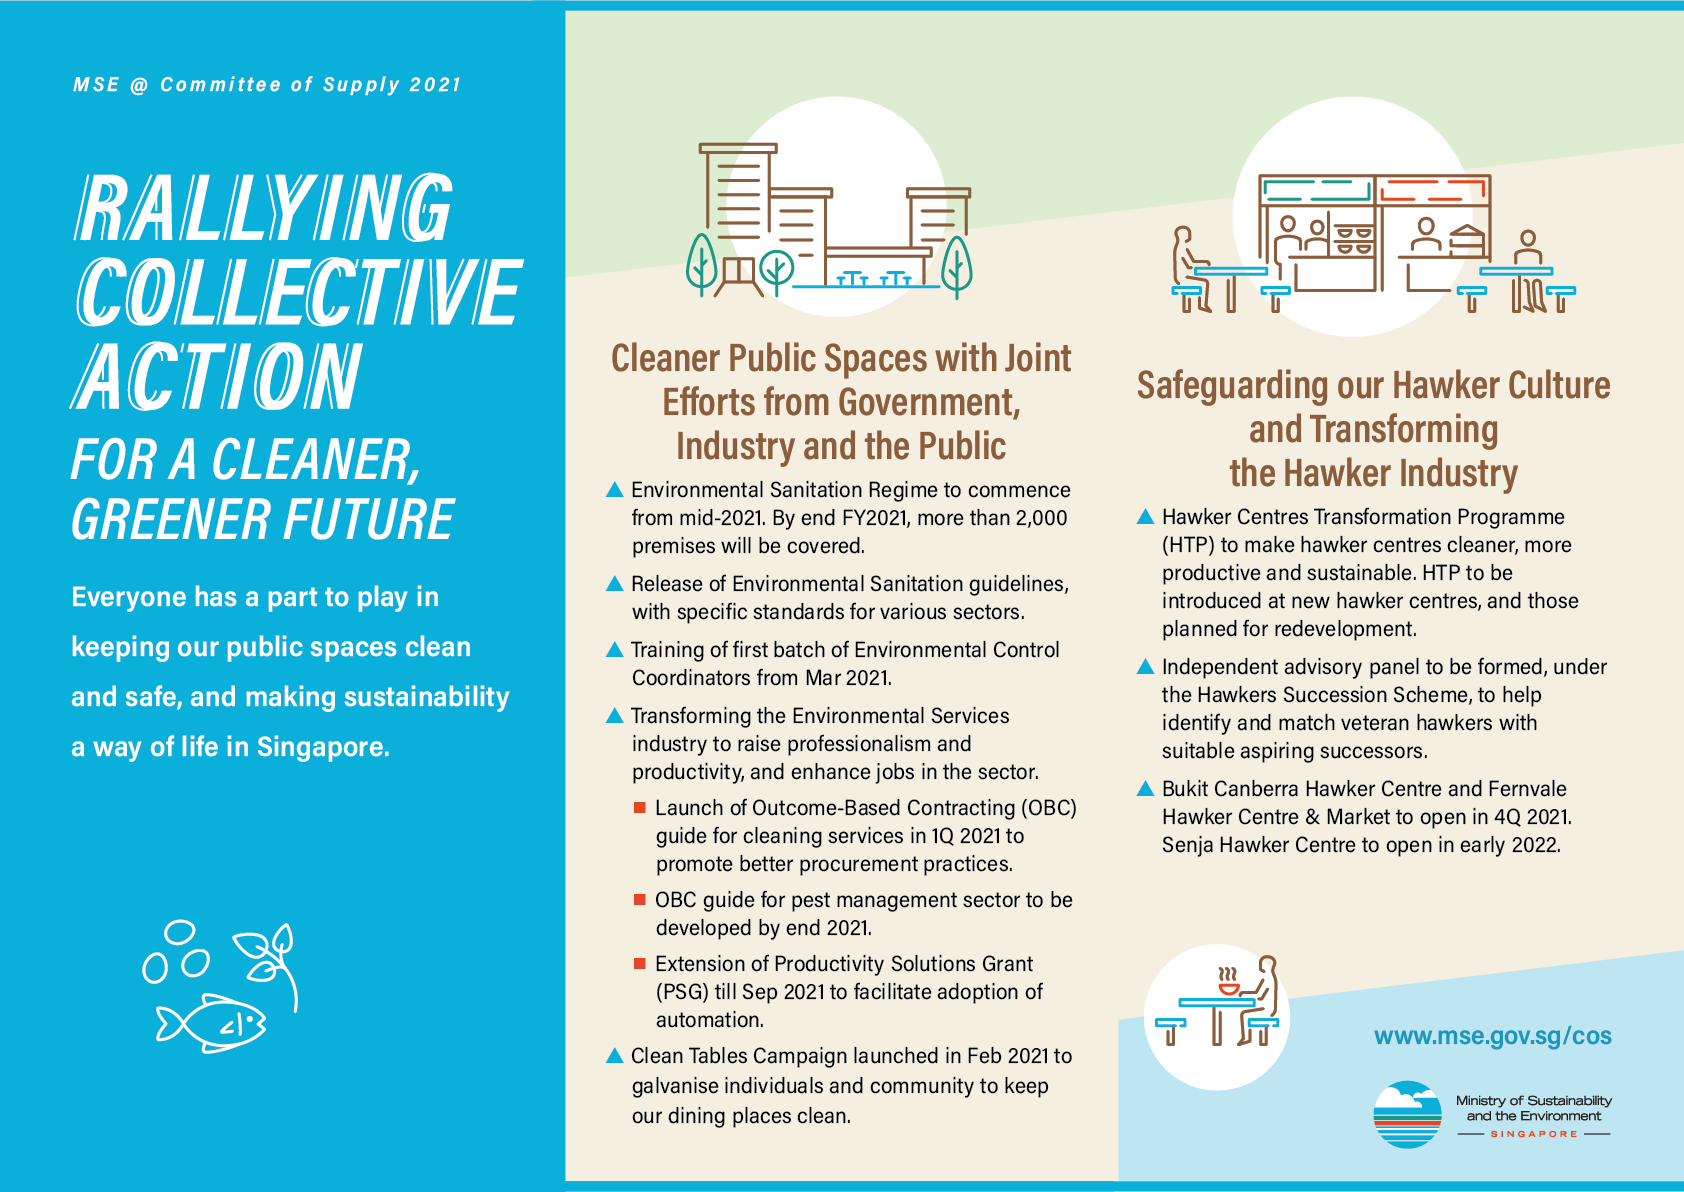 MSE @ Committee of Supply 2021
RALLYING
COLLECTIVE
ACTION
FOR A CLEANER,
GREENER FUTURE
Everyone has a part to play in
keeping our public spaces clean
and safe, and making sustainability
a way of life in Singapore.
Cleaner Public Spaces with Joint
Efforts from Government,
Industry and the Public
Environmental Sanitation Regime to commence
from mid-2021. By end FY2021, more than 2,000
premises will be covered.
Release of Environmental Sanitation guidelines,
with specific standards for various sectors.
Training of first batch of Environmental Control
Coordinators from Mar 2021.
Transforming the Environmental Services
industry to raise professionalism and
productivity, and enhance jobs in the sector.
Launch of Outcome-Based Contracting (OBC)
guide for cleaning services in 1Q 2021 to
promote better procurement practices.
OBC guide for pest management sector to be
developed by end 2021.
Extension of Productivity Solutions Grant
(PSG) till Sep 2021 to facilitate adoption of
automation.
Clean Tables Campaign launched in Feb 2021 to
galvanise individuals and community to keep
our dining places clean.
Safeguarding our Hawker Culture
and Transforming
the Hawker Industry
Hawker Centres Transformation Programme
(HTP) to make hawker centres cleaner, more
productive and sustainable. HTP to be
introduced at new hawker centres, and those
planned for redevelopment.
Independent advisory panel to be formed, under
the Hawkers Succession Scheme, to help
identify and match veteran hawkers with
suitable aspiring successors.
Bukit Canberra Hawker Centre and Fernvale
Hawker Centre & Market to open in 4Q 2021.
Senja Hawker Centre to open in early 2022.
www.mse.gov.sg/cos
Ministry of Sustainability
and the Environment
SINGAPORE